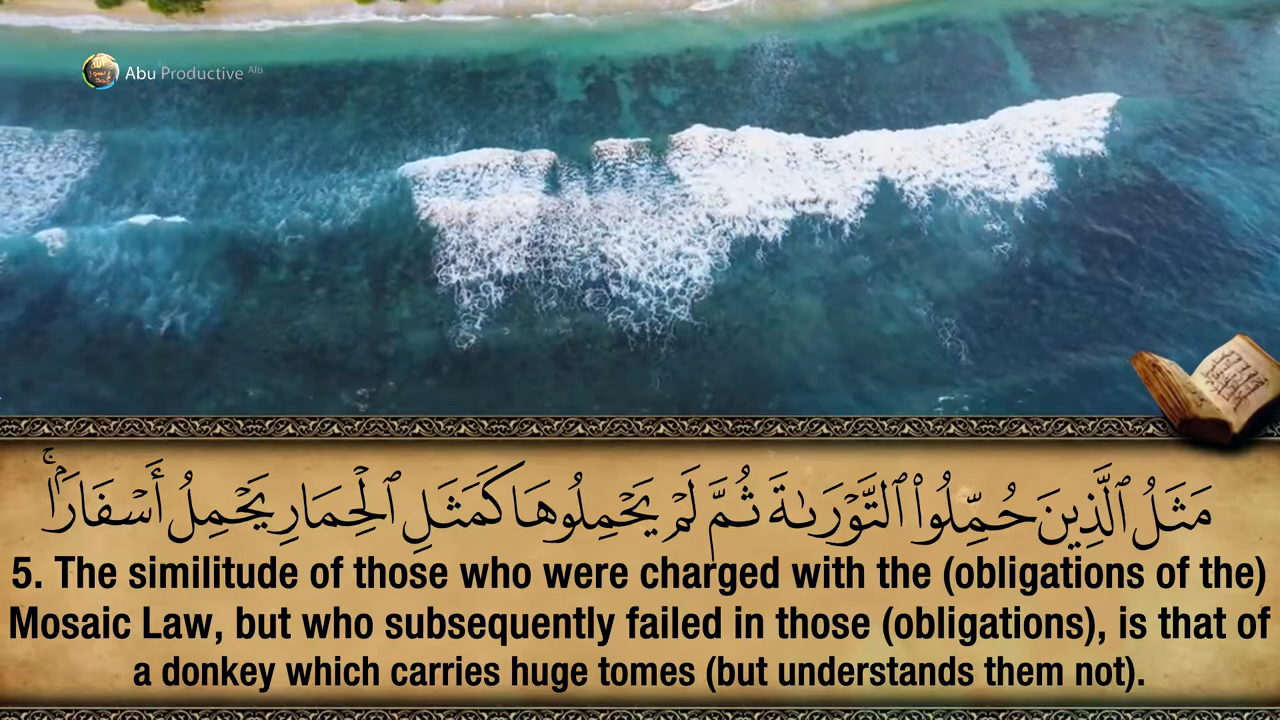 Abu Productive Alb
مَثَلُ ٱلَّذِينَ حُمِّلُوا۟ ٱلتَّوْرَىٰةَ ثُمَّ لَمْ يَحْمِلُوهَا كَمَثَلِ ٱلْحِمَارِ يَحْمِلُ أَسْفَارًۢا ۚ
5. The similitude of those who were charged with the (obligations of the)
Mosaic Law, but who subsequently failed in those (obligations), is that of
a donkey which carries huge tomes (but understands them not).